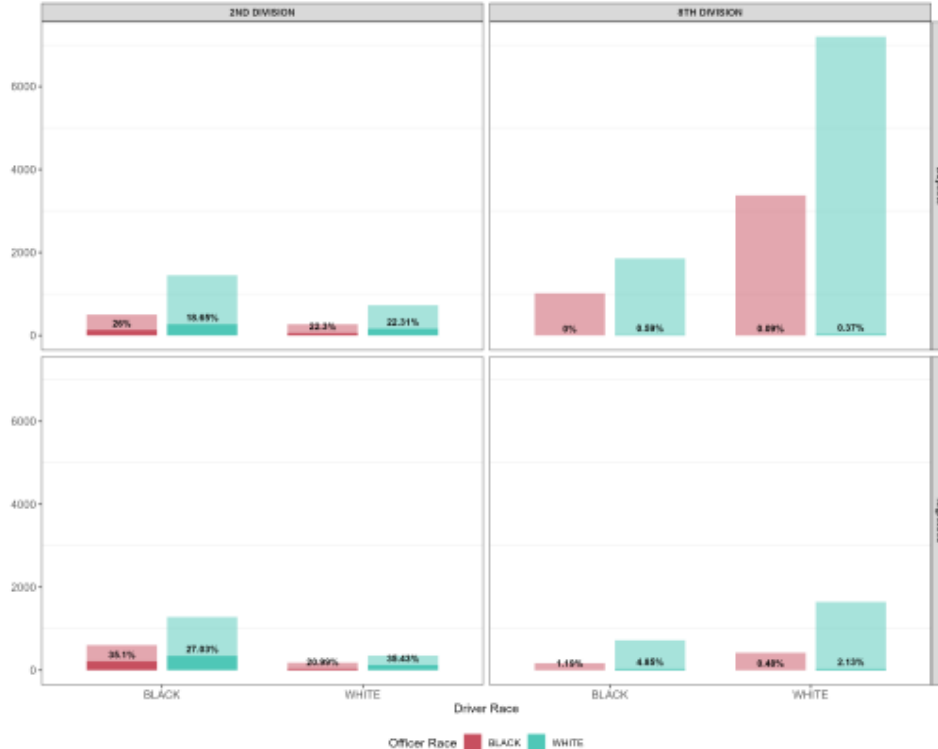 2ND DIVISION 8TH DIVISION
6000
4000
2000
0
26% 18.65% 22.3% 22.31% 0% 0.59% 0.09% 0.37%
6000
4000
2000
0
35.1% 27.03% 20.99% 1.19% 4.85% 0.48% 2.13%
BLACK WHITE BLACK WHITE
Driver Race
Officer Race BLACK WHITE